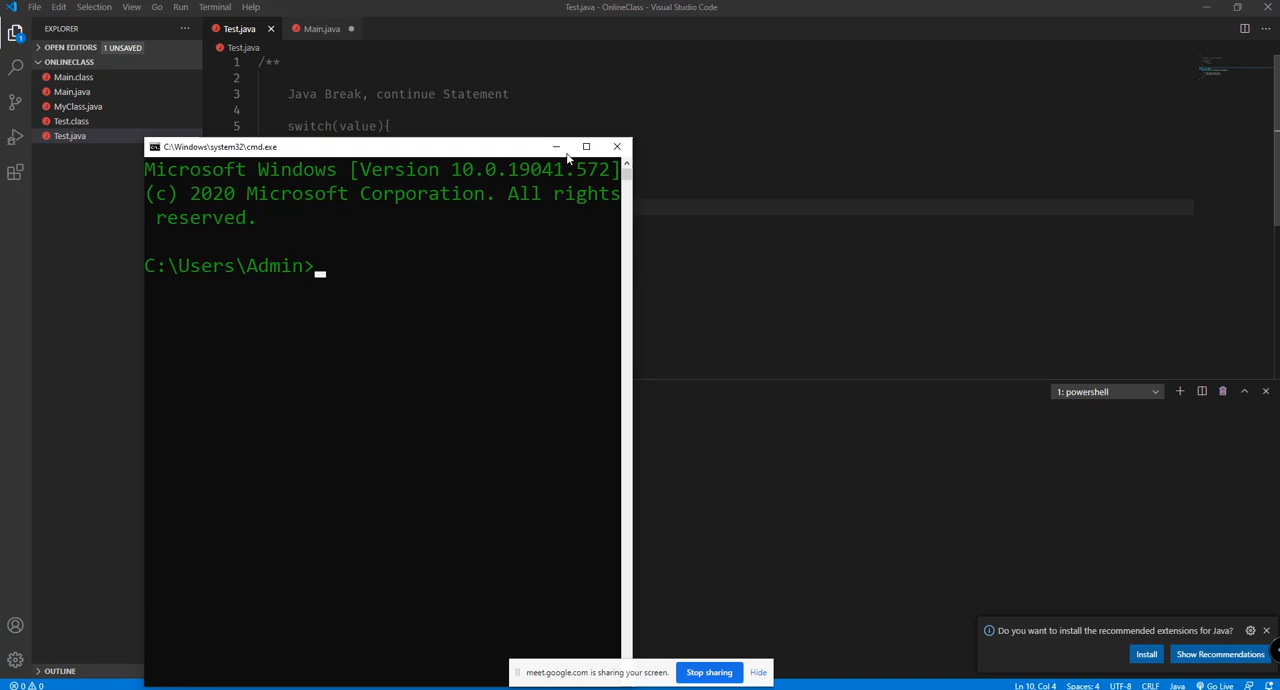 File Edit Selection View Go Run Terminal Help
Test.java - OnlineClass - Visual Studio Code
EXPLORER
Test.java
Main.java
OPEN EDITORS 1 UNSAVED
Test.java
ONLINECLASS
Main.class
Main.java
MyClass.java
Test.class
Test.java
1 /**
2
3 Java Break, continue Statement
4
5 switch(value){
C:\Windows\system32\cmd.exe
Microsoft Windows [Version 10.0.19041.572]
(c) 2020 Microsoft Corporation. All rights
reserved.
C:\Users\Admin>
1: powershell
Do you want to install the recommended extensions for Java?
Install
Show Recommendations
OUTLINE
meet.google.com is sharing your screen.
Stop sharing
Hide
0 0
Ln 10, Col 4 Spaces: 4 UTF-8 CRLF Java Go Live
1